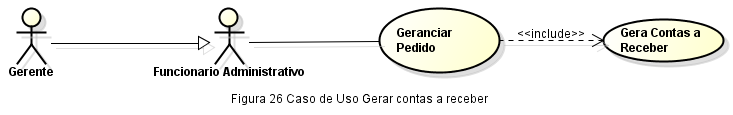 Geranciar
Pedido
<<include>>
Gera Contas a
Receber
Gerente
Funcionario Administrativo
Figura 26 Caso de Uso Gerar contas a receber